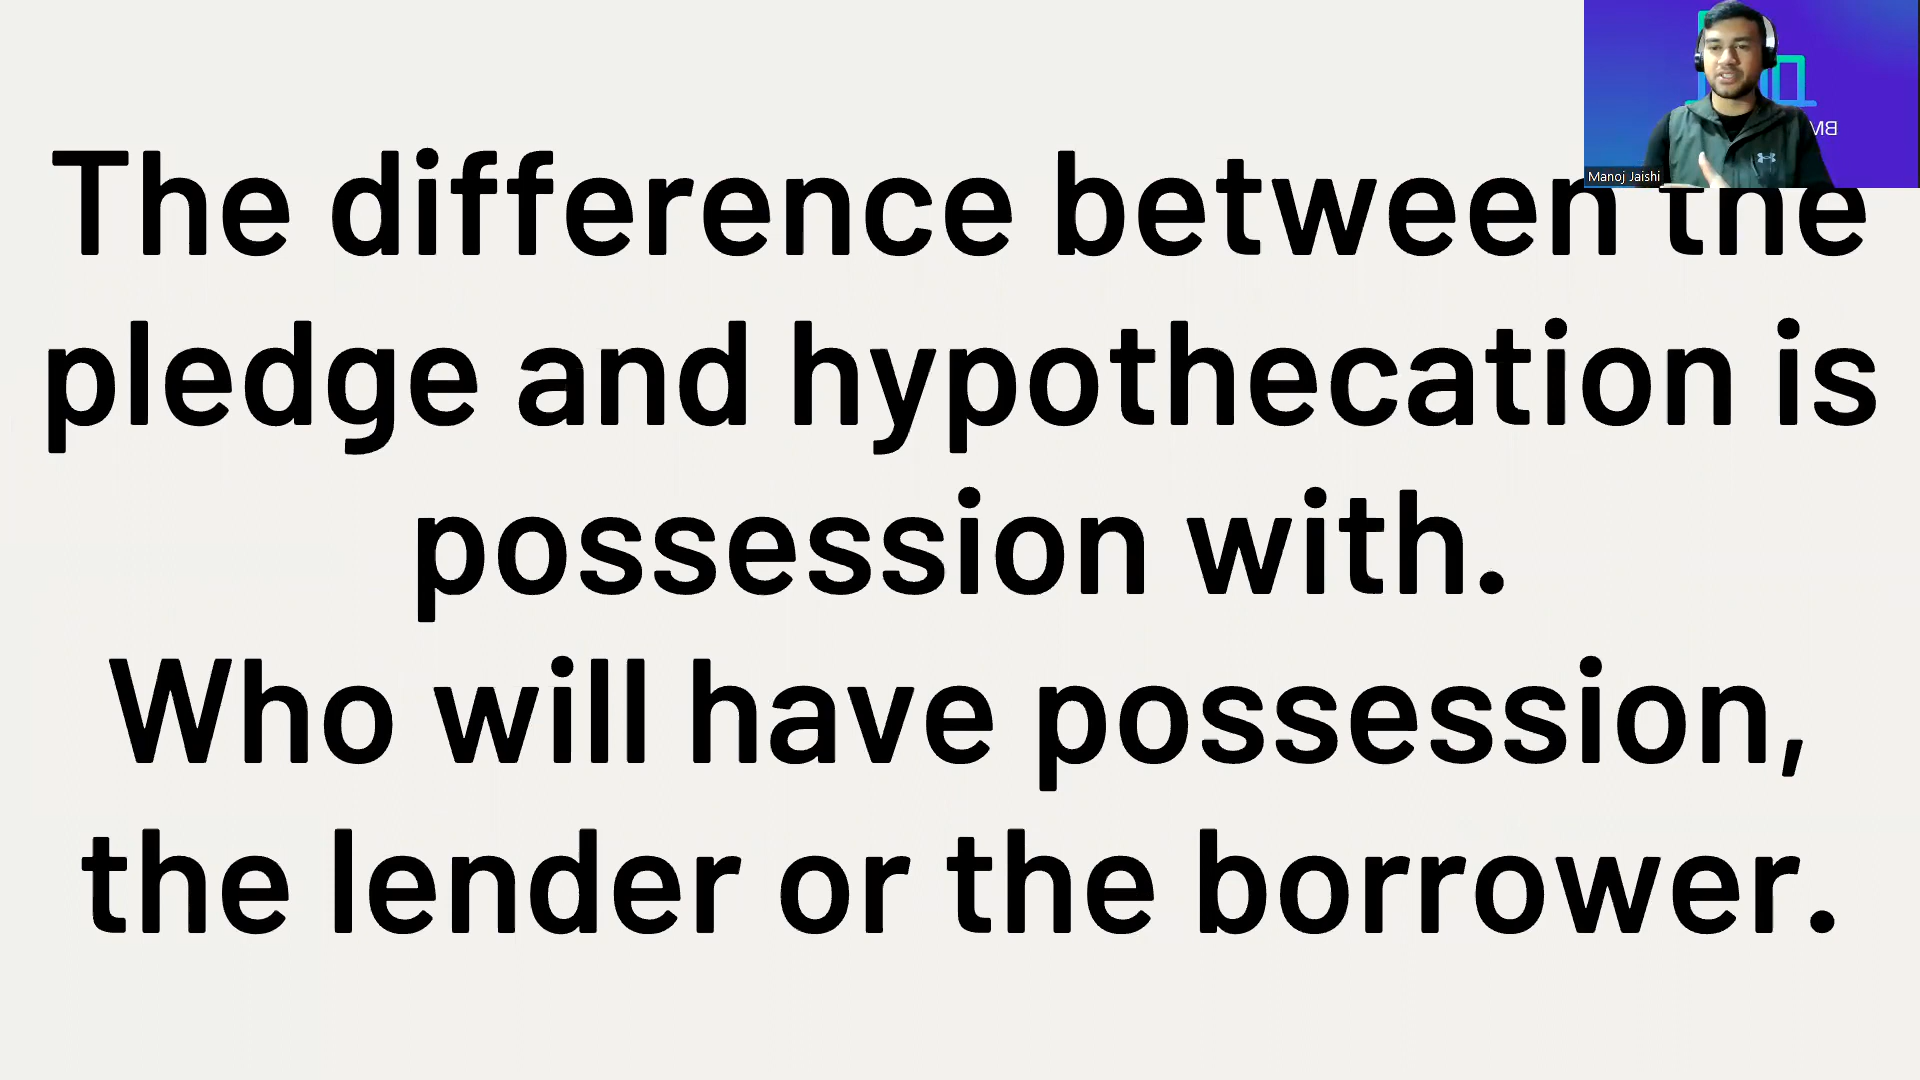 The difference between the
pledge and hypothecation is
possession with.
Who will have possession,
the lender or the borrower.
Manoj Jaishi